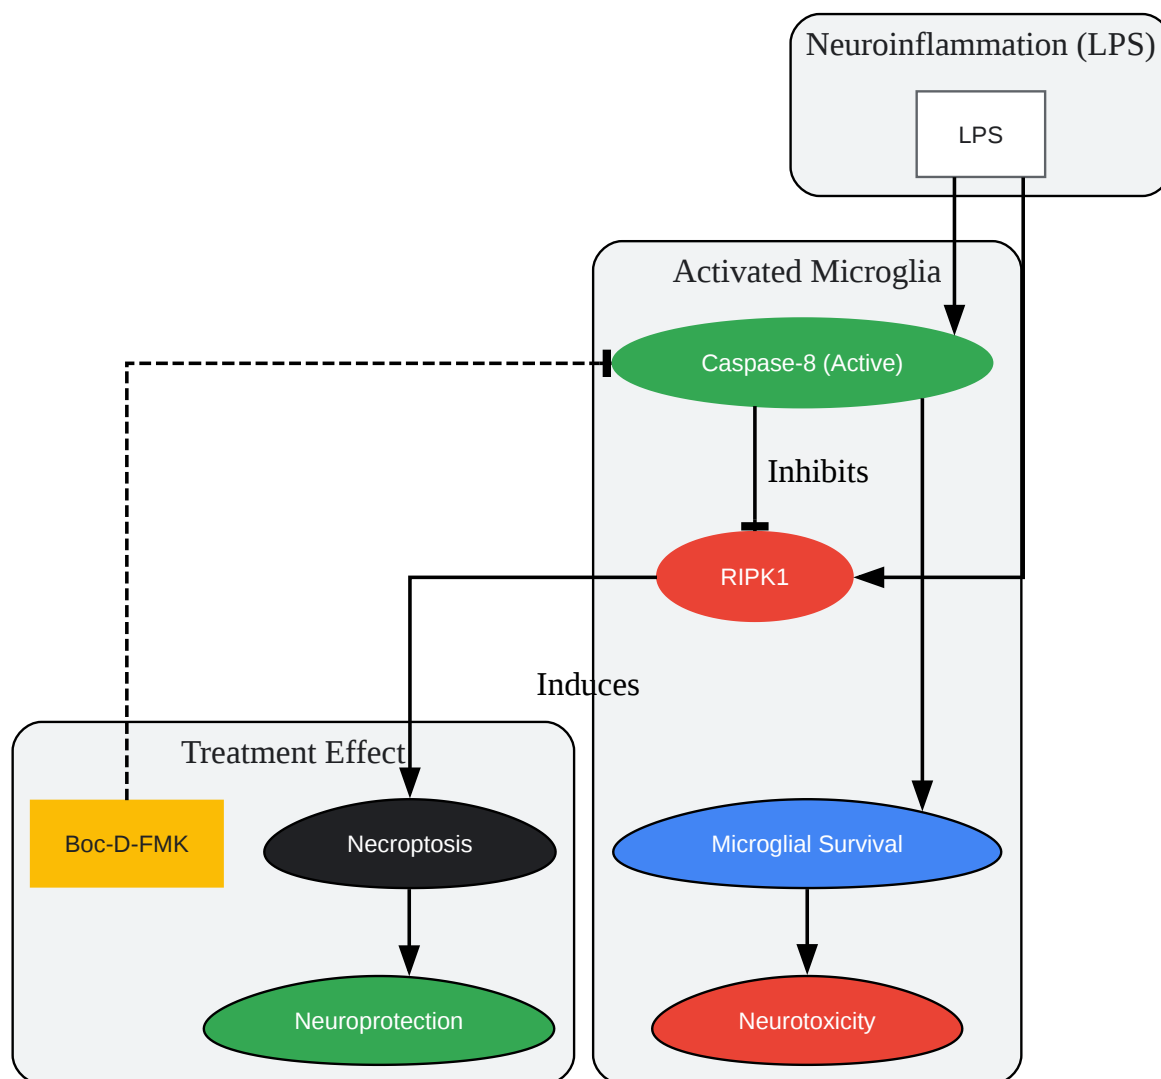 Neuroinflammation (LPS)
LPS
Activated Microglia
Caspase-8 (Active)
Inhibits
RIPK1
Induces
Treatment Effect
Boc-D-FMK
Necroptosis
Microglial Survival
Neuroprotection
Neurotoxicity